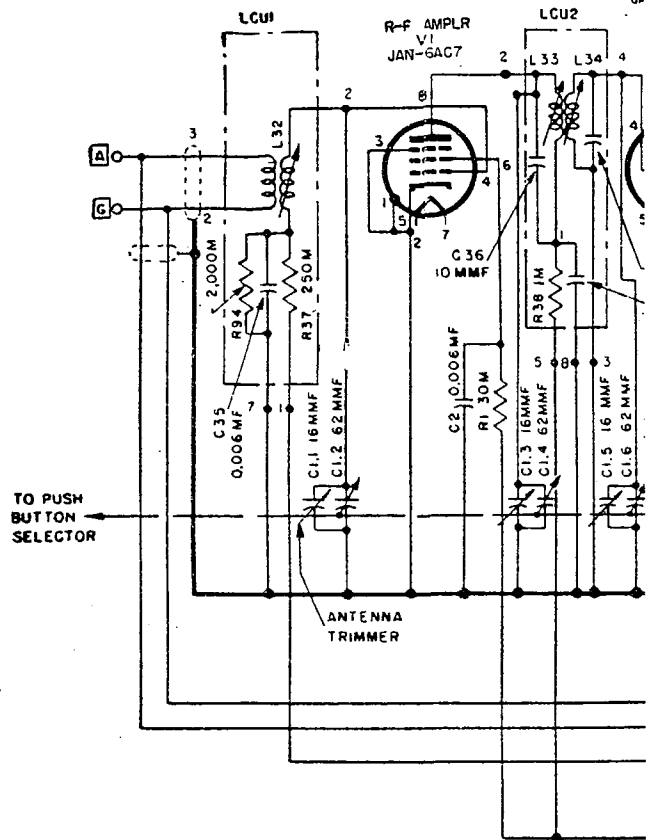 LCU1
R-F AMPLR
V1
JAN-6AC7
LCU2
2
L33
L34
4
8
2
3
L32
A
3
6
4
4
1
5
2
7
G
2
C36
10 MMF
1
2,000M
R94
250M
R37
R38 1M
C35
0.006MF
7
1
C1.1 16MMF
C1.2 62MMF
C2 0.006MF
R1 30M
5
8
3
C1.3 16MMF
C1.4 62MMF
C1.5 16 MMF
C1.6 62 MMF
TO PUSH
BUTTON
SELECTOR
ANTENNA
TRIMMER